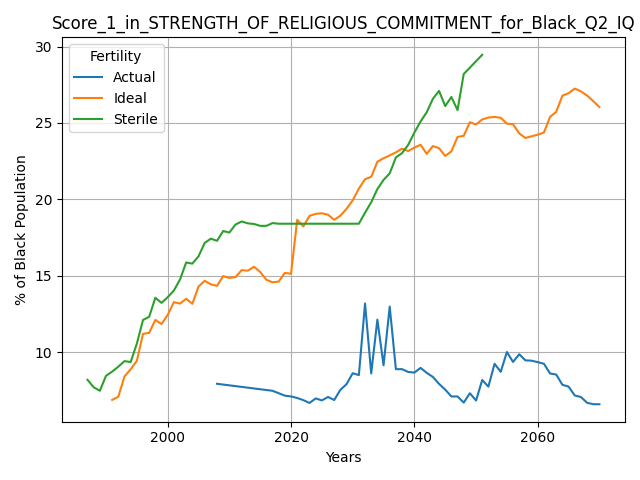 Score_1_in_STRENGTH_OF_RELIGIOUS_COMMITMENT_for_Black_Q2_IQ
30
25
20
15
10
% of Black Population
Fertility
Actual
Ideal
Sterile
2000
2020
2040
2060
Years